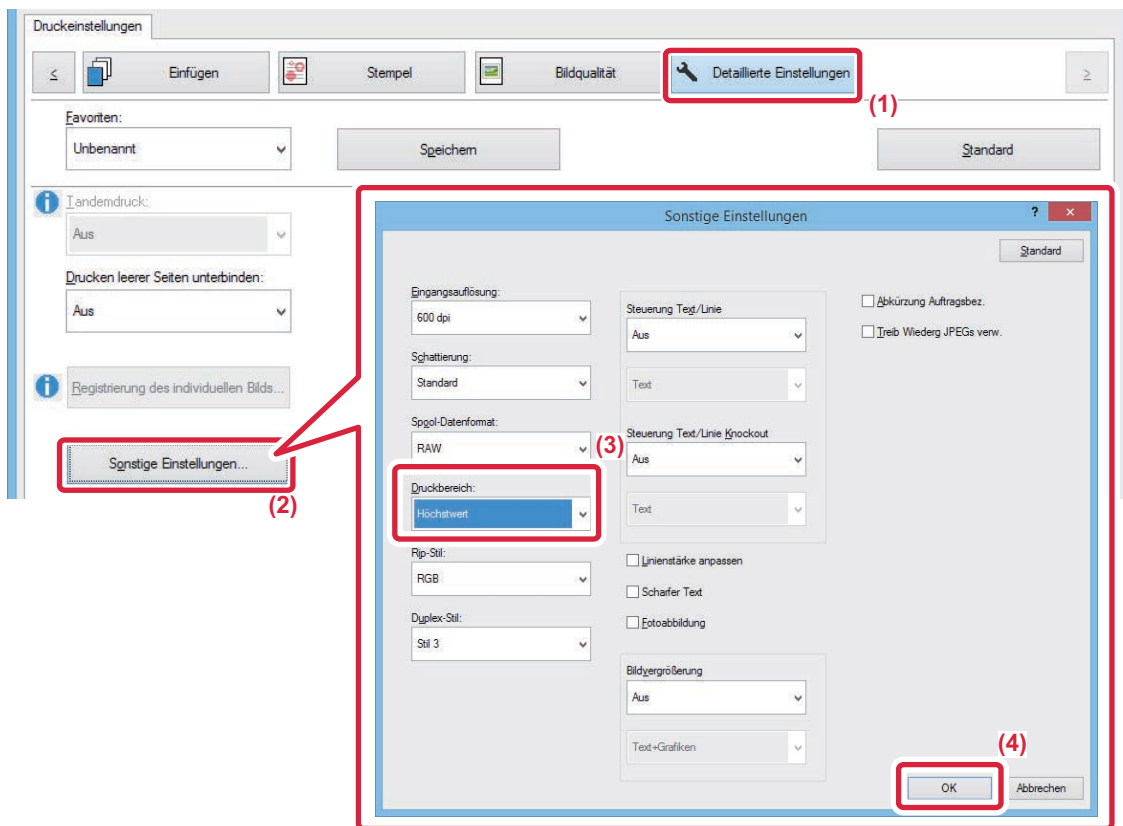 Druckeinstellungen
<
Einfügen
Stempel
Bildqualität
Detaillierte Einstellungen
>
(1)
Favoriten:
Unbenannt
Speichern
Standard
Tandemdruck:
Aus
Drucken leerer Seiten unterbinden:
Aus
Registrierung des individuellen Bilds...
Sonstige Einstellungen...
(2)
Sonstige Einstellungen
?
×
Standard
Eingangsauflösung:
600 dpi
Schattierung:
Standard
Spool-Datenformat:
RAW
(3)
Druckbereich:
Höchstwert
Rip-Stil:
RGB
Duplex-Stil:
Stil 3
Steuerung Text/Linie
Aus
Text
Steuerung Text/Linie Knockout
Aus
Text
Linienstärke anpassen
Scharfer Text
Fotoabbildung
Bildvergrößerung
Aus
Text+Grafiken
Abkürzung Auftragsbez.
Treib Wiederg JPEGs verw.
(4)
OK
Abbrechen